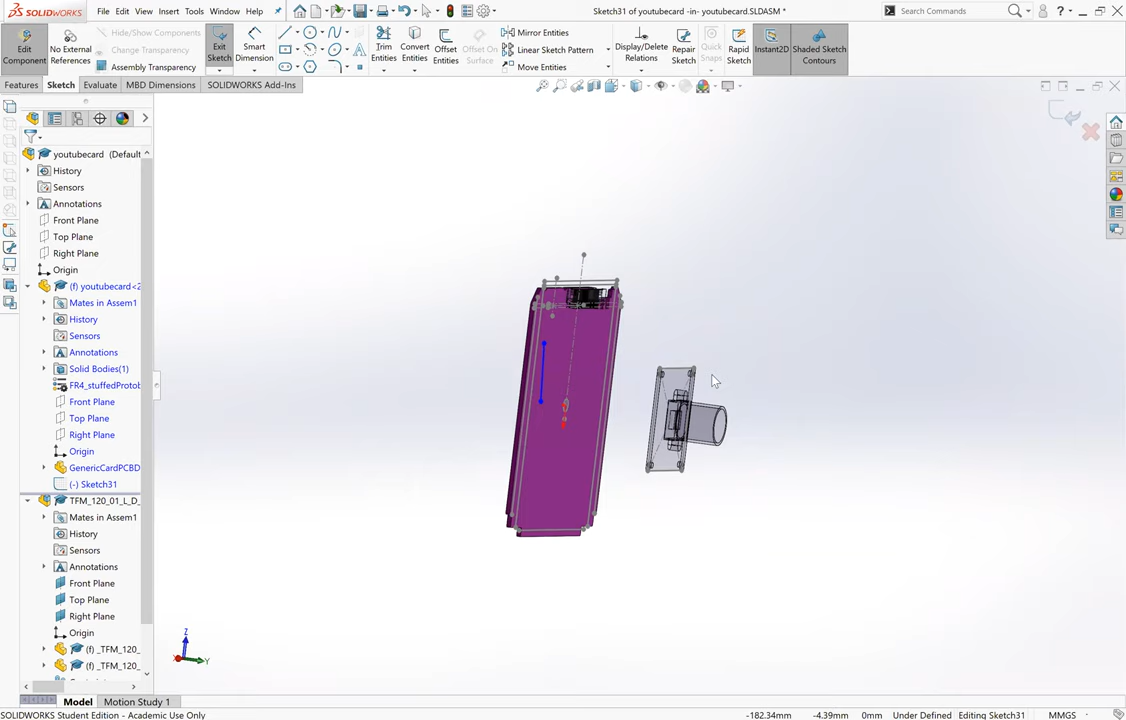 SOLIDWORKS File Edit View Insert Tools Window Help Sketch31 of youtubecard -in- youtubecard.SLDASM * Search Commands
Edit Component
No External References
Hide/Show Components
Change Transparency
Assembly Transparency
Exit Sketch
Smart Dimension
Trim Entities
Convert Entities
Offset Entities
Offset On Surface
Mirror Entities
Linear Sketch Pattern
Move Entities
Display/Delete Relations
Repair Sketch
Quick Snaps
Rapid Sketch
Instant2D
Shaded Sketch Contours
Features Sketch Evaluate MBD Dimensions SOLIDWORKS Add-Ins
youtubecard (Default
History
Sensors
Annotations
Front Plane
Top Plane
Right Plane
Origin
(f) youtubecard<2
Mates in Assem1
History
Sensors
Annotations
Solid Bodies(1)
FR4_stuffedProtob
Front Plane
Top Plane
Right Plane
Origin
GenericCardPCBD
(-) Sketch31
TFM_120_01_L_D_
Mates in Assem1
History
Sensors
Annotations
Front Plane
Top Plane
Right Plane
Origin
(f) _TFM_120_
(f) _TFM_120_
Z
Y
Model Motion Study 1
SOLIDWORKS Student Edition - Academic Use Only -182.34mm -4.39mm 0mm Under Defined Editing Sketch31 MMGS